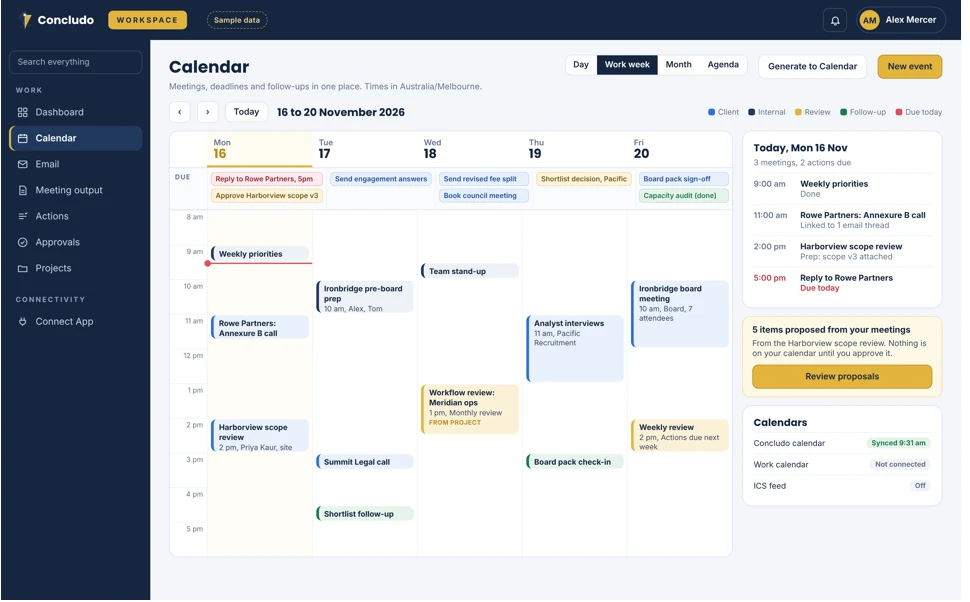 Concludo
WORKSPACE
Sample data
AM
Alex Mercer
Search everything
WORK
Dashboard
Calendar
Email
Meeting output
Actions
Approvals
Projects
CONNECTIVITY
Connect App
Calendar
Meetings, deadlines and follow-ups in one place. Times in Australia/Melbourne.
Day
Work week
Month
Agenda
Generate to Calendar
New event
‹
›
Today
16 to 20 November 2026
Client
Internal
Review
Follow-up
Due today
Mon
16
Tue
17
Wed
18
Thu
19
Fri
20
DUE
Reply to Rowe Partners, 5pm
Approve Harborview scope v3
Send engagement answers
Send revised fee split
Book council meeting
Shortlist decision, Pacific
Board pack sign-off
Capacity audit (done)
8 am
9 am
10 am
11 am
12 pm
1 pm
2 pm
3 pm
4 pm
5 pm
Weekly priorities
Rowe Partners:
Annexure B call
Harborview scope
review
2 pm, Priya Kaur, site
Ironbridge pre-board
prep
10 am, Alex, Tom
Summit Legal call
Shortlist follow-up
Team stand-up
Workflow review:
Meridian ops
1 pm, Monthly review
FROM PROJECT
Analyst interviews
11 am, Pacific
Recruitment
Board pack check-in
Ironbridge board
meeting
10 am, Board, 7
attendees
Weekly review
2 pm, Actions due next
week
Today, Mon 16 Nov
3 meetings, 2 actions due
9:00 am
Weekly priorities
Done
11:00 am
Rowe Partners: Annexure B call
Linked to 1 email thread
2:00 pm
Harborview scope review
Prep: scope v3 attached
5:00 pm
Reply to Rowe Partners
Due today
5 items proposed from your meetings
From the Harborview scope review. Nothing is
on your calendar until you approve it.
Review proposals
Calendars
Concludo calendar
Synced 9:31 am
Work calendar
Not connected
ICS feed
Off